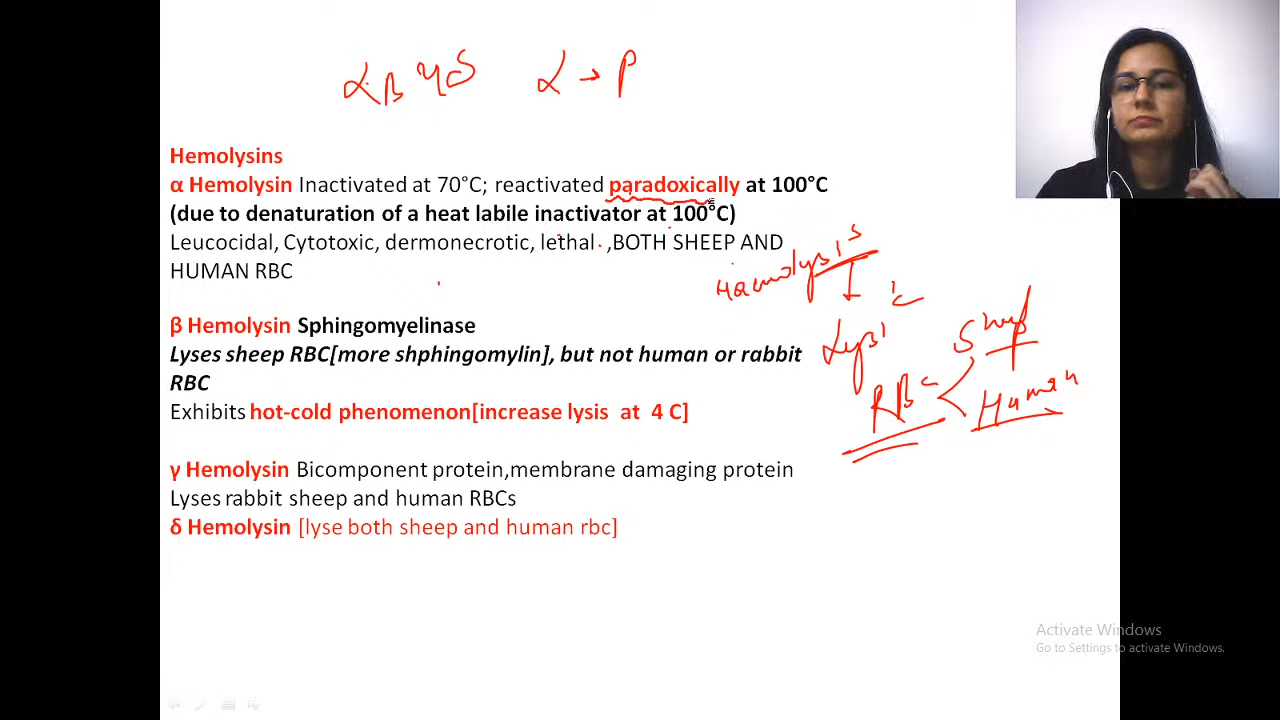 α β γ δ α → P
Hemolysins
α Hemolysin Inactivated at 70°C; reactivated paradoxically at 100°C
(due to denaturation of a heat labile inactivator at 100°C)
Leucocidal, Cytotoxic, dermonecrotic, lethal ,BOTH SHEEP AND
HUMAN RBC
Haemolysis
Lysis
RBC
Sheep
Human
β Hemolysin Sphingomyelinase
Lyses sheep RBC[more shphingomylin], but not human or rabbit
RBC
Exhibits hot-cold phenomenon[increase lysis at 4 C]
γ Hemolysin Bicomponent protein,membrane damaging protein
Lyses rabbit sheep and human RBCs
δ Hemolysin [lyse both sheep and human rbc]
Activate Windows
Go to Settings to activate Windows.